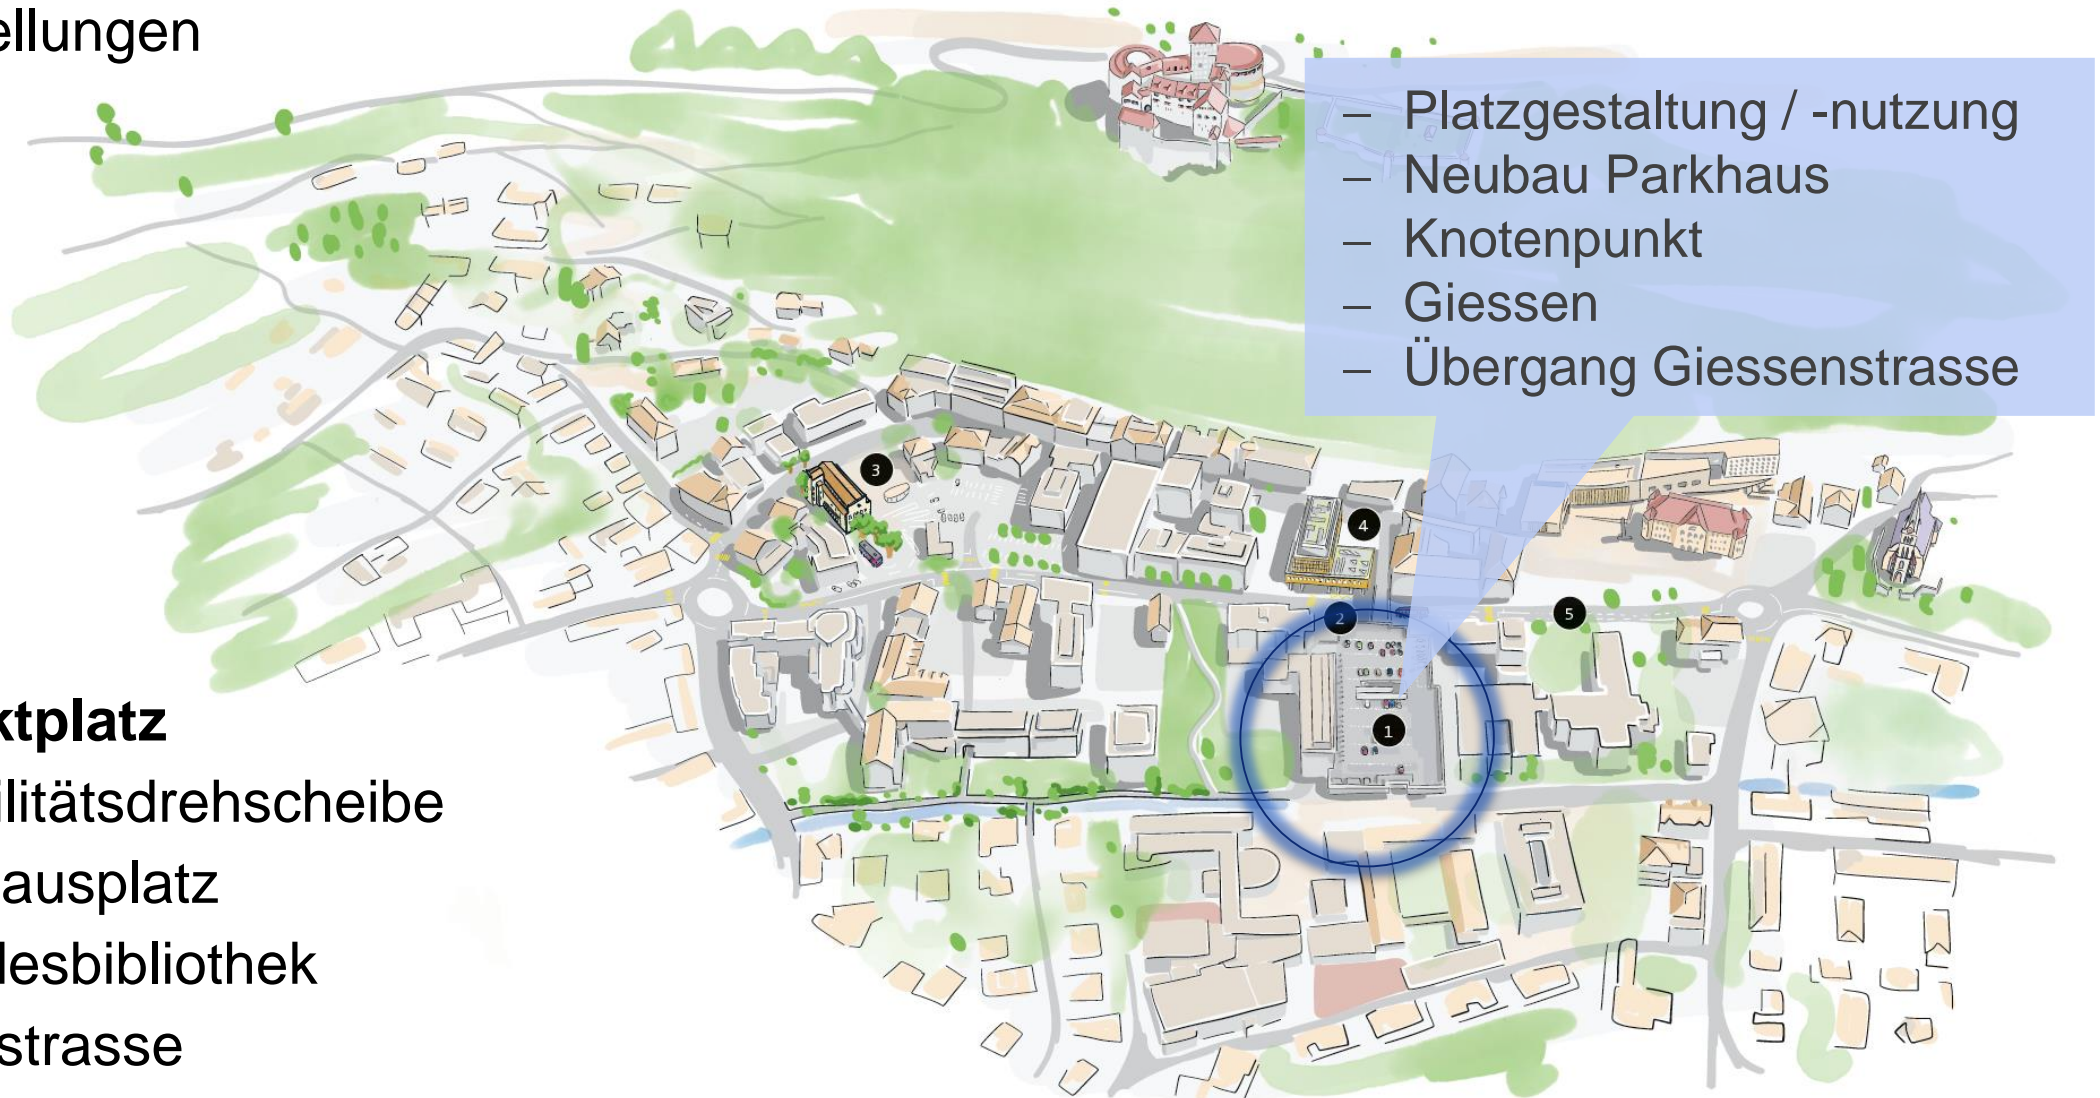 ellungen
– Platzgestaltung / -nutzung
– Neubau Parkhaus
– Knotenpunkt
– Giessen
– Übergang Giessenstrasse
3
4
2
5
1
ktplatz
ilitätsdrehscheibe
ausplatz
lesbibliothek
strasse